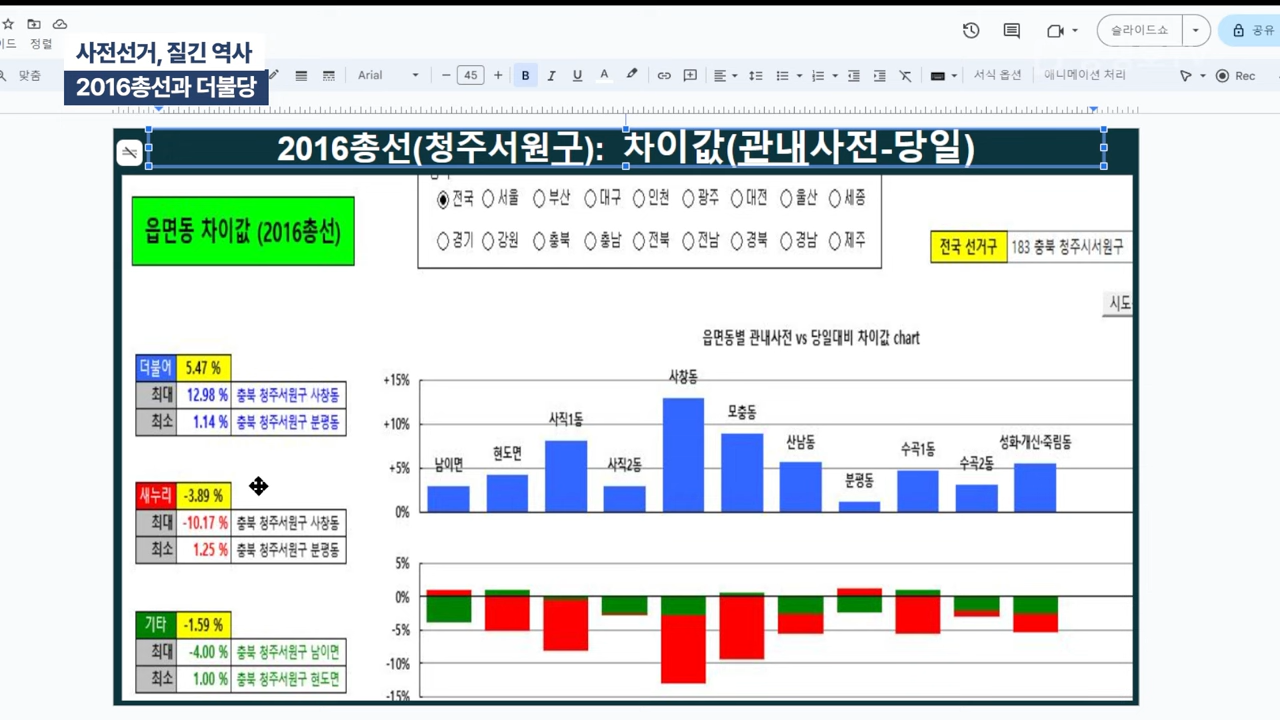 사전선거, 질긴 역사
2016총선과 더불당
이드 정렬
슬라이드쇼
공유
맞춤
Arial
45
B I U A
서식 옵션
애니메이션 처리
Rec
2016총선(청주서원구): 차이값(관내사전-당일)
읍면동 차이값 (2016총선)
전국 서울 부산 대구 인천 광주 대전 울산 세종
경기 강원 충북 충남 전북 전남 경북 경남 제주
전국 선거구 183 충북 청주시서원구
시도
읍면동별 관내사전 vs 당일대비 차이값 chart
더불어 5.47 %
최대 12.98 % 충북 청주서원구 사창동
최소 1.14 % 충북 청주서원구 분평동
새누리 -3.89 %
최대 -10.17 % 충북 청주서원구 사창동
최소 1.25 % 충북 청주서원구 분평동
기타 -1.59 %
최대 -4.00 % 충북 청주서원구 남이면
최소 1.00 % 충북 청주서원구 현도면
+15%
+10%
+5%
0%
남이면 현도면 사직1동 사직2동 사창동 모충동 산남동 분평동 수곡1동 수곡2동 성화·개신·죽림동
5%
0%
-5%
-10%
-15%